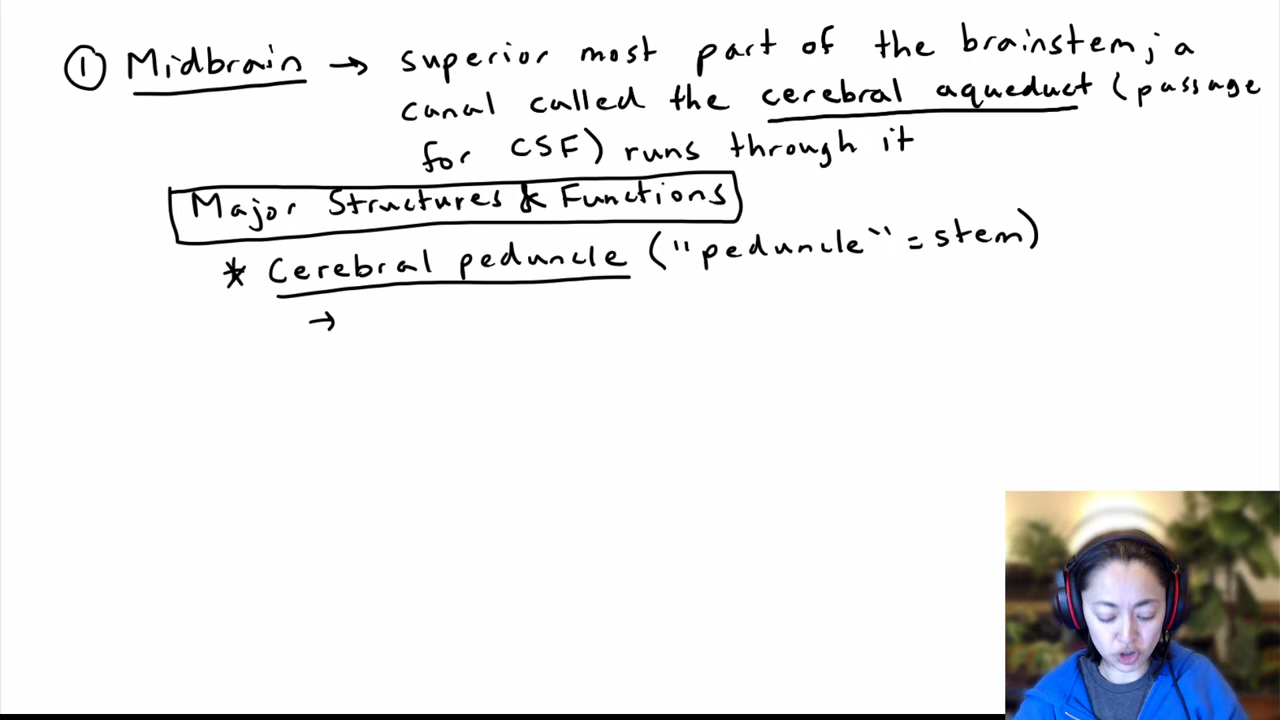 ① Midbrain → superior most part of the brainstem; a
canal called the cerebral aqueduct (passage
for CSF) runs through it
Major Structures & Functions
* Cerebral peduncle ("peduncle" = stem)
→